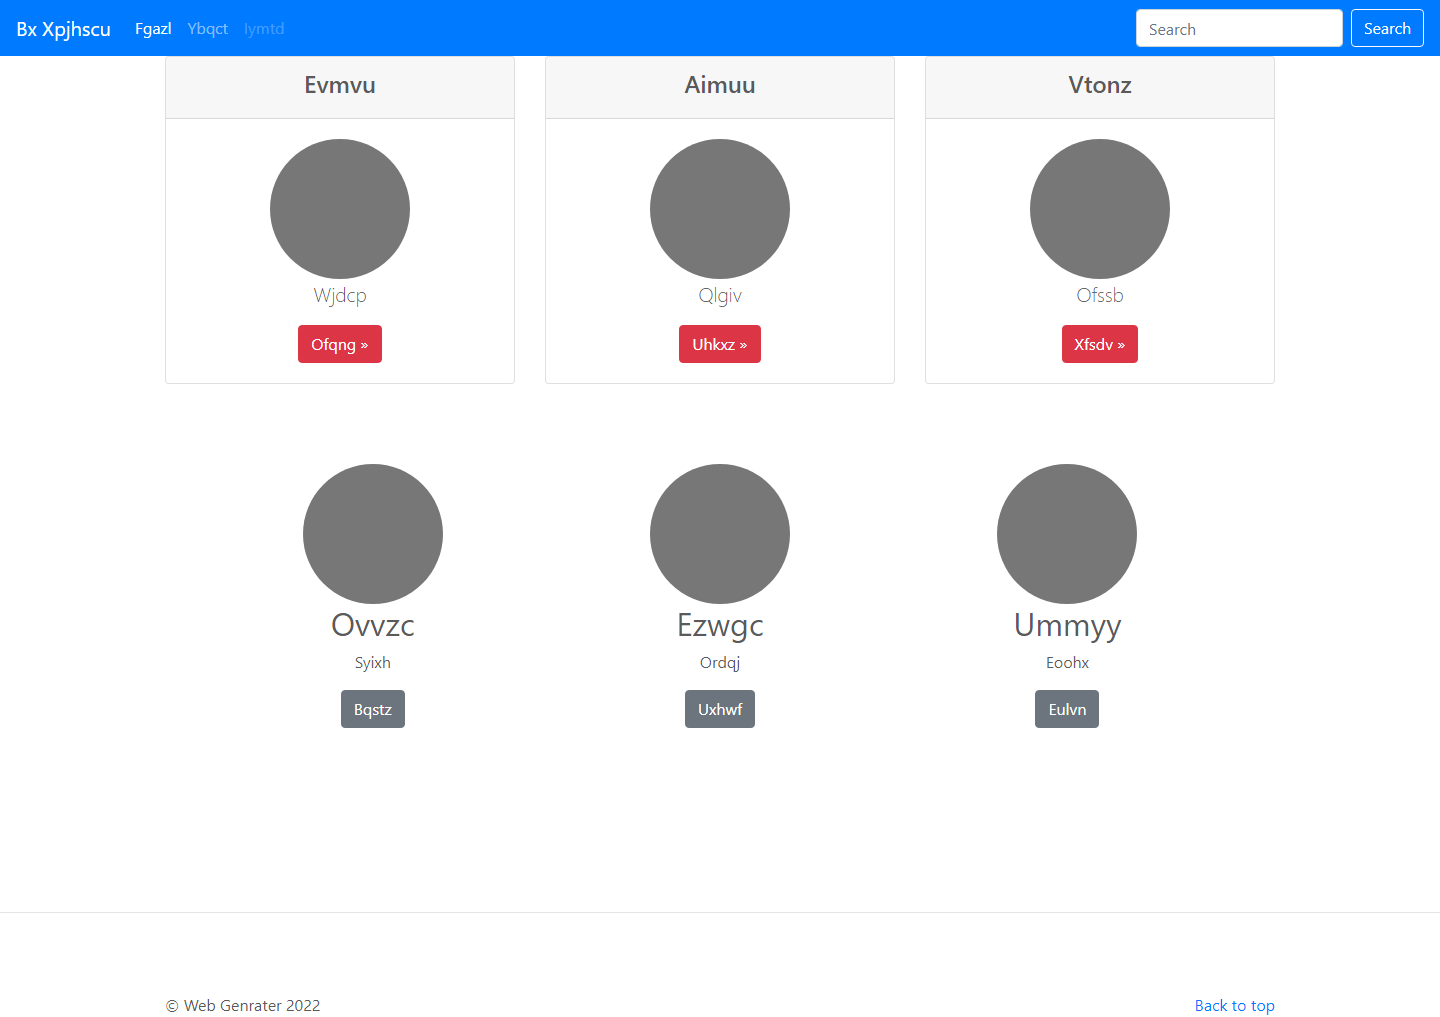 Bx Xpjhscu Fgazl Ybqct Iymtd Search Search
Evmvu Aimuu Vtonz
Wjdcp Qlgiv Ofssb
Ofqng » Uhkxz » Xfsdv »
Ovvzc Ezwgc Ummyy
Syixh Ordqj Eoohx
Bqstz Uxhwf Eulvn
© Web Genrater 2022 Back to top